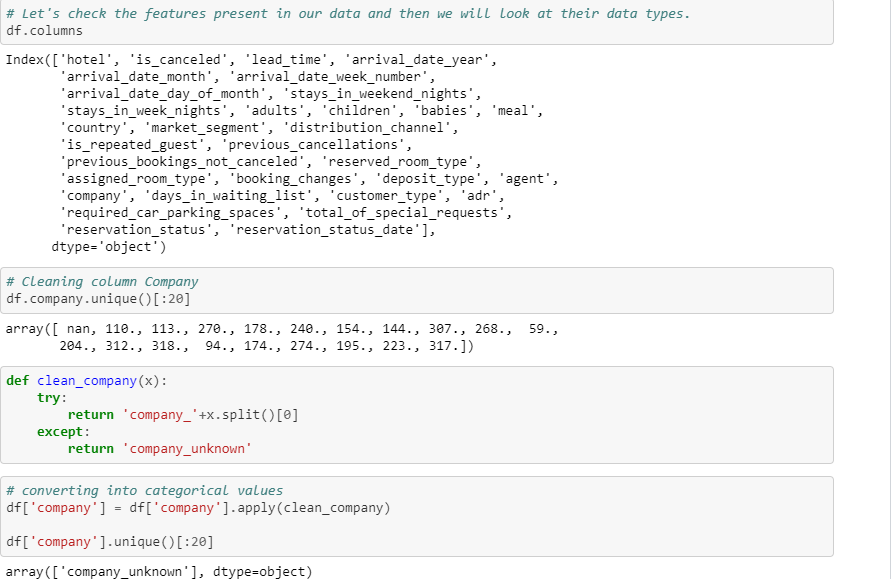 # Let's check the features present in our data and then we will look at their data types.
df.columns
Index(['hotel', 'is_canceled', 'lead_time', 'arrival_date_year',
       'arrival_date_month', 'arrival_date_week_number',
       'arrival_date_day_of_month', 'stays_in_weekend_nights',
       'stays_in_week_nights', 'adults', 'children', 'babies', 'meal',
       'country', 'market_segment', 'distribution_channel',
       'is_repeated_guest', 'previous_cancellations',
       'previous_bookings_not_canceled', 'reserved_room_type',
       'assigned_room_type', 'booking_changes', 'deposit_type', 'agent',
       'company', 'days_in_waiting_list', 'customer_type', 'adr',
       'required_car_parking_spaces', 'total_of_special_requests',
       'reservation_status', 'reservation_status_date'],
      dtype='object')
# Cleaning column Company
df.company.unique()[:20]
array([ nan, 110., 113., 270., 178., 240., 154., 144., 307., 268.,  59.,
       204., 312., 318.,  94., 174., 274., 195., 223., 317.])
def clean_company(x):
    try:
        return 'company_'+x.split()[0]
    except:
        return 'company_unknown'
# converting into categorical values
df['company'] = df['company'].apply(clean_company)
df['company'].unique()[:20]
array(['company_unknown'], dtype=object)